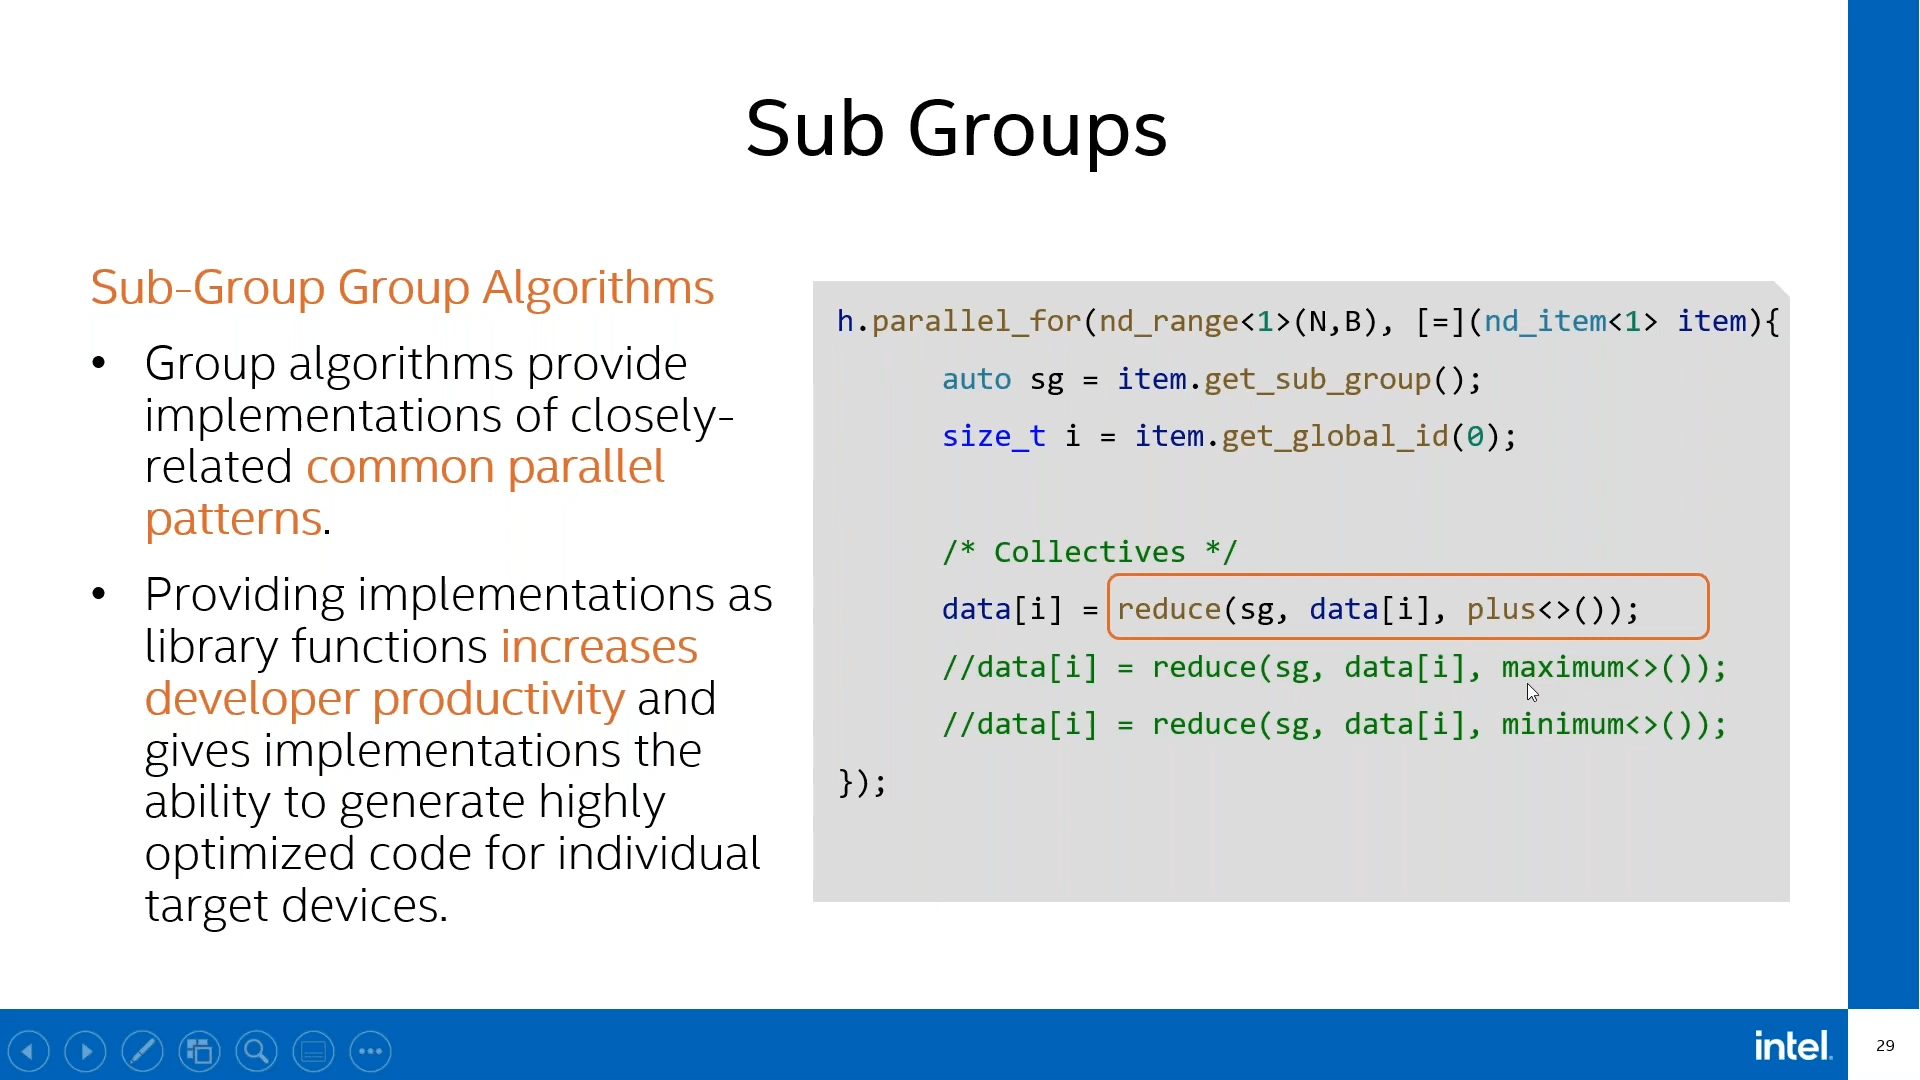 Sub Groups
Sub-Group Group Algorithms
• Group algorithms provide
implementations of closely-
related common parallel
patterns.
• Providing implementations as
library functions increases
developer productivity and
gives implementations the
ability to generate highly
optimized code for individual
target devices.
h.parallel_for(nd_range<1>(N,B), [=](nd_item<1> item){
auto sg = item.get_sub_group();
size_t i = item.get_global_id(0);
/* Collectives */
data[i] = reduce(sg, data[i], plus<>());
//data[i] = reduce(sg, data[i], maximum<>());
//data[i] = reduce(sg, data[i], minimum<>());
});
intel.
29